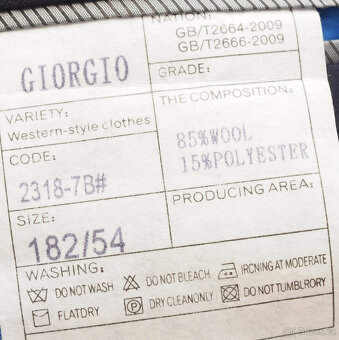 NATION:
GB/T2664-2009
GB/T2666-2009
GIORGIO
GRADE:
VARIETY:
Western-style clothes
THE COMPOSITION:
85%WOOL
15%POLYESTER
CODE:
2318-7B#
PRODUCING AREA:
SIZE:
182/54
WASHING:
DO NOT WASH
DO NOT BLEACH
IRCNING AT MODERATE
FLATDRY
DRY CLEANONLY
DO NOT TUMBLRORY